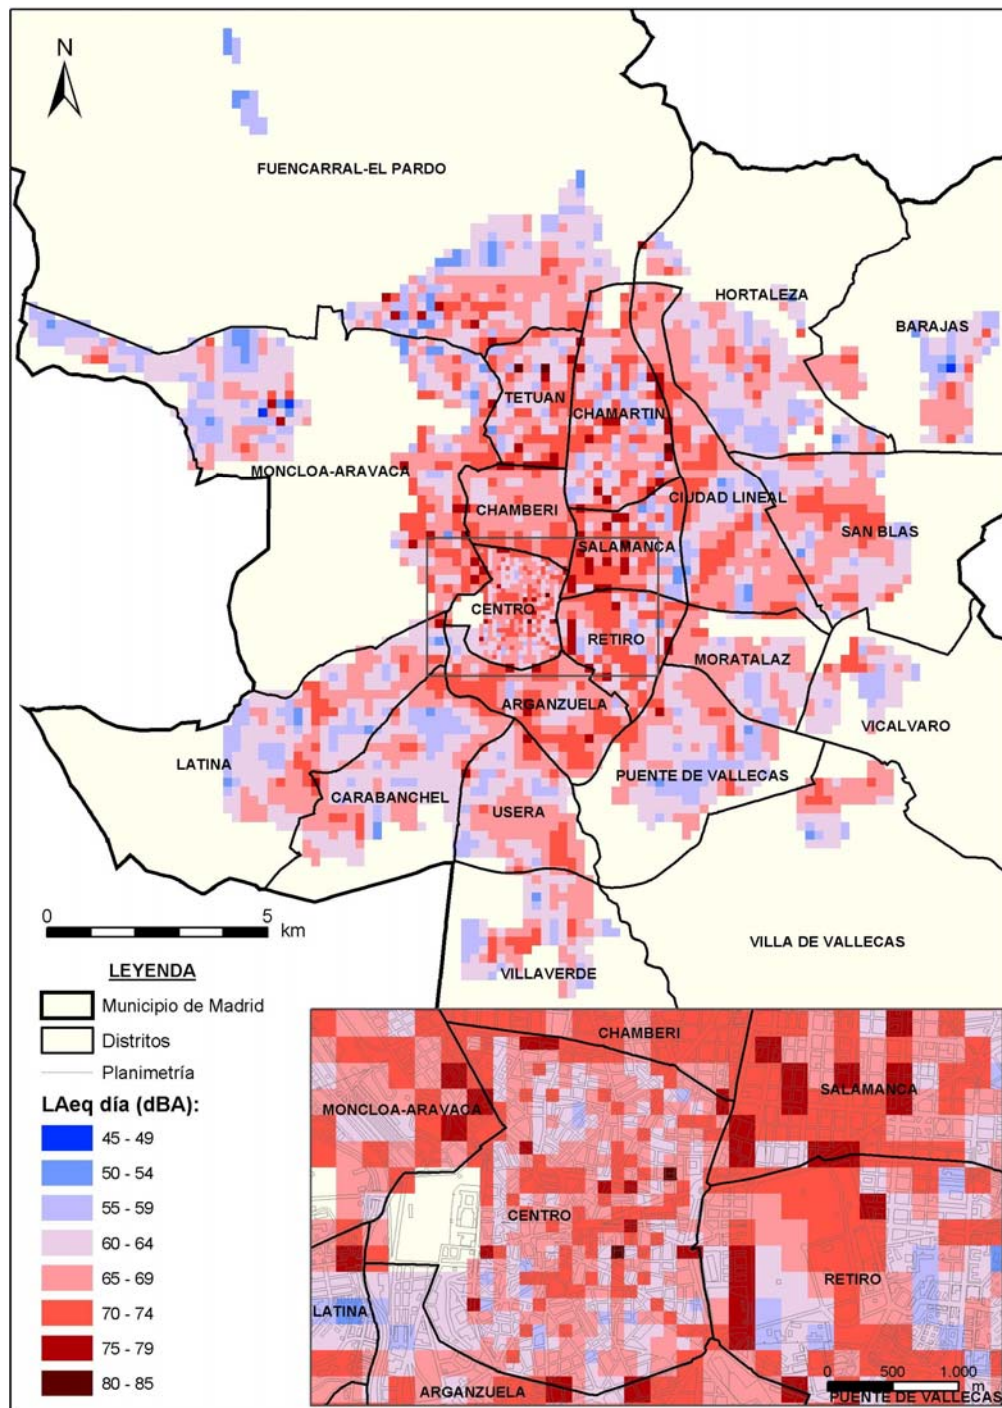 N
FUENCARRAL-EL PARDO
HORTALEZA
BARAJAS
TETUAN
CHAMARTIN
MONCLOA-ARAVACA
CIUDAD LINEAL
CHAMBERI
SAN BLAS
SALAMANCA
CENTRO
RETIRO
MORATALAZ
ARGANZUELA
VICALVARO
LATINA
PUENTE DE VALLECAS
CARABANCHEL
USERA
0 5
km
VILLA DE VALLECAS
VILLAVERDE
LEYENDA
Municipio de Madrid
Distritos
Planimetría
LAeq día (dBA):
45 - 49
50 - 54
55 - 59
60 - 64
65 - 69
70 - 74
75 - 79
80 - 85
CHAMBERI
SALAMANCA
MONCLOA-ARAVACA
CENTRO
RETIRO
LATINA
0 500 1.000
m
ARGANZUELA
PUENTE DE VALLECAS